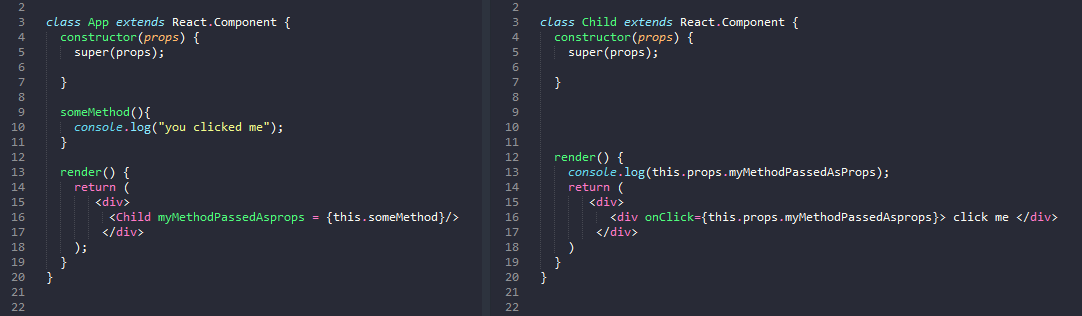 2
3 class App extends React.Component {
4 constructor(props) {
5 super(props);
6
7 }
8
9 someMethod(){
10 console.log("you clicked me");
11 }
12
13 render() {
14 return (
15 <div>
16 <Child myMethodPassedAsprops = {this.someMethod}/>
17 </div>
18 );
19 }
20 }
21
22
2
3 class Child extends React.Component {
4 constructor(props) {
5 super(props);
6
7 }
8
9
10
11
12 render() {
13 console.log(this.props.myMethodPassedAsProps);
14 return (
15 <div>
16 <div onClick={this.props.myMethodPassedAsprops}> click me </div>
17 </div>
18 )
19 }
20 }
21
22